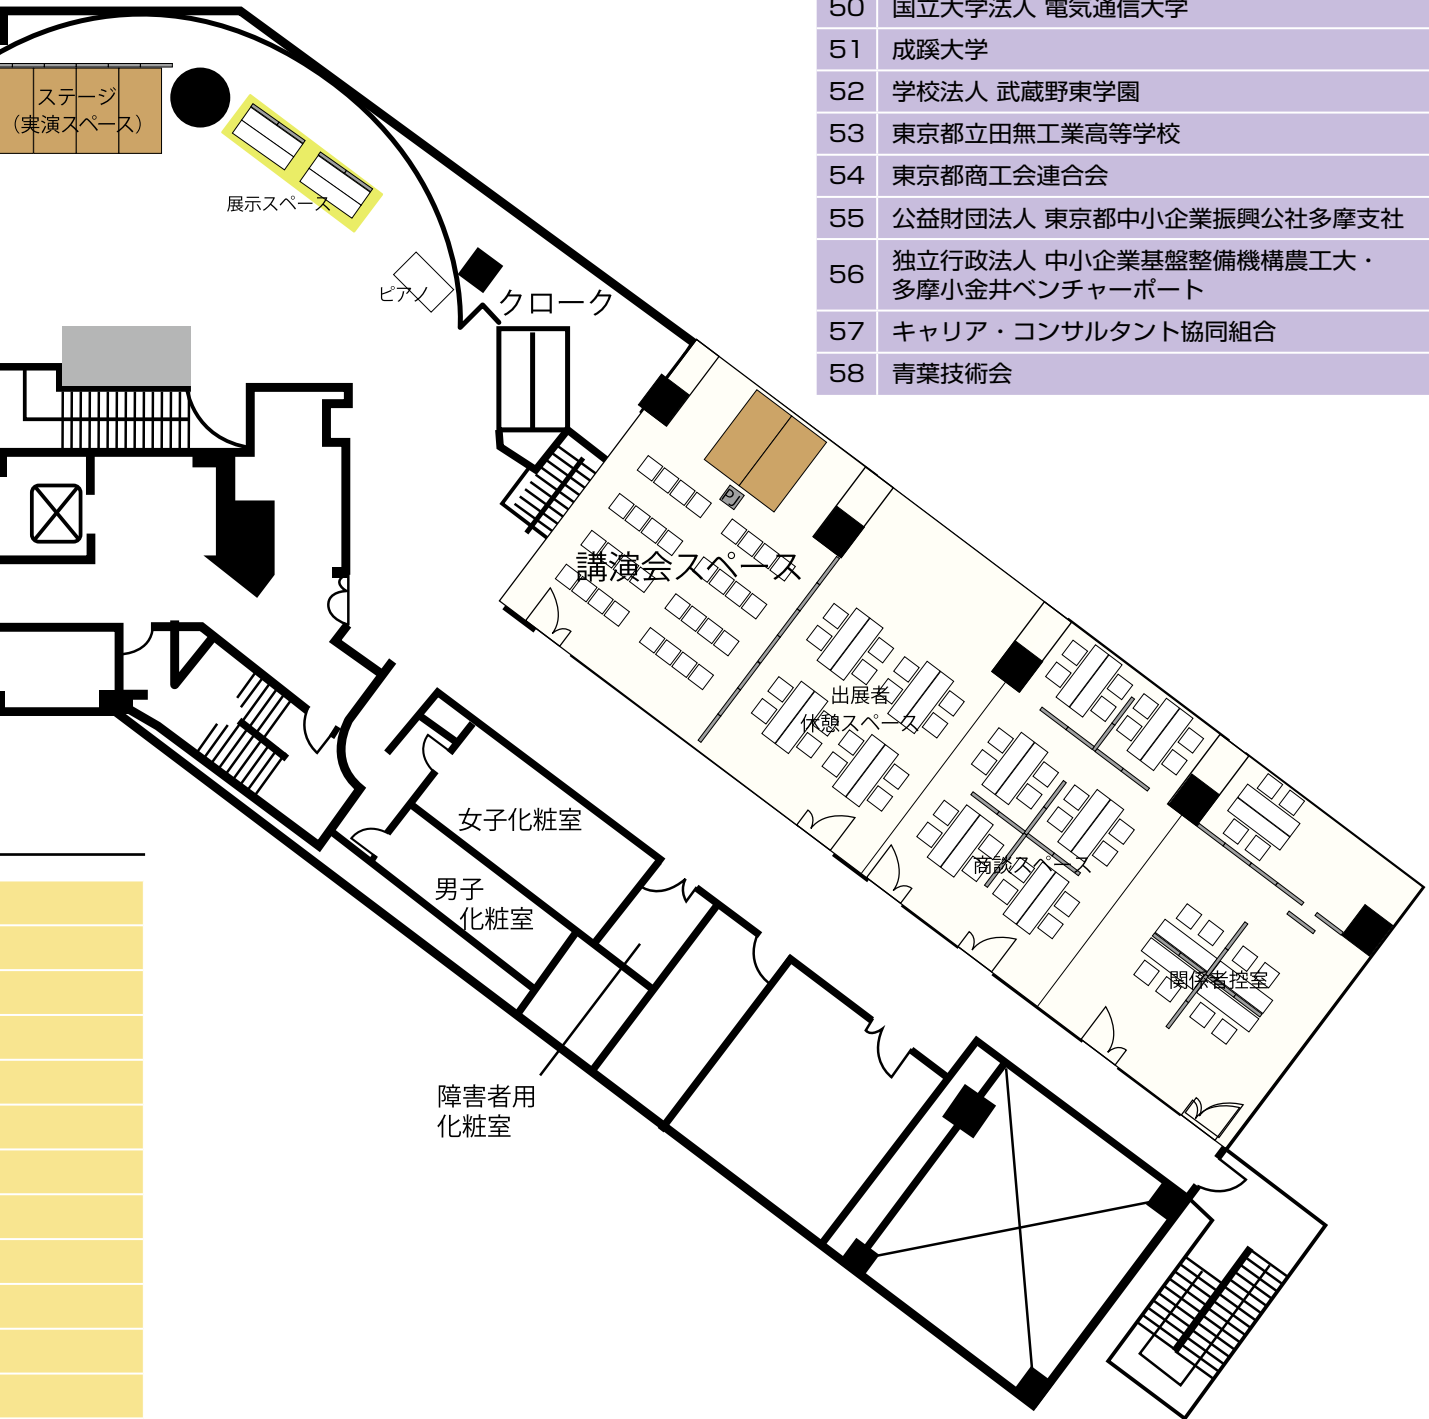 50 国立大学法人 電気通信大学
51 成蹊大学
52 学校法人 武蔵野東学園
53 東京都立田無工業高等学校
54 東京都商工会連合会
55 公益財団法人 東京都中小企業振興公社多摩支社
56 独立行政法人 中小企業基盤整備機構農工大・
多摩小金井ベンチャーポート
57 キャリア・コンサルタント協同組合
58 青葉技術会
ステージ
（実演スペース）
展示スペース
ピアノ
クローク
PJ
講演会スペース
出展者
休憩スペース
商談スペース
関係者控室
女子化粧室
男子
化粧室
障害者用
化粧室